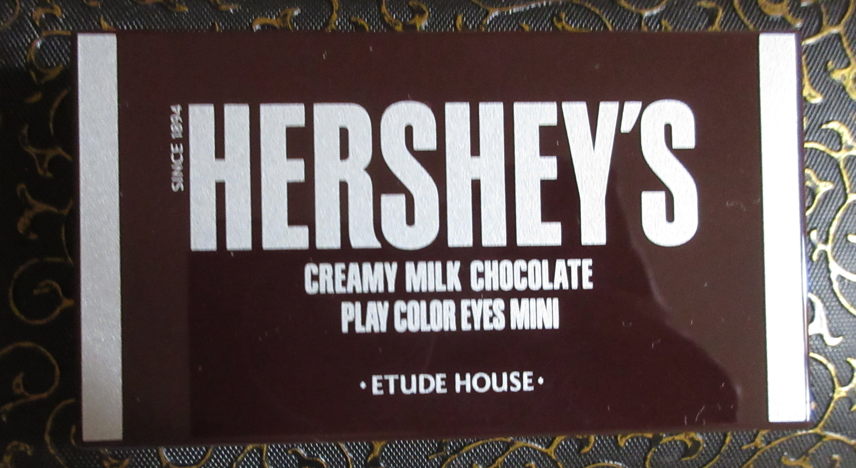 SINCE 1894
HERSHEY'S
CREAMY MILK CHOCOLATE
PLAY COLOR EYES MINI
·ETUDE HOUSE·